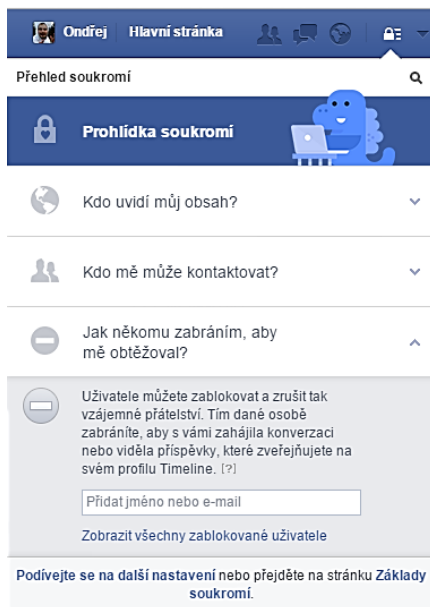 Ondřej Hlavní stránka
Přehled soukromí
Prohlídka soukromí
Kdo uvidí můj obsah?
Kdo mě může kontaktovat?
Jak někomu zabráním, aby
mě obtěžoval?
Uživatele můžete zablokovat a zrušit tak
vzájemné přátelství. Tím dané osobě
zabráníte, aby s vámi zahájila konverzaci
nebo viděla příspěvky, které zveřejňujete na
svém profilu Timeline. [?]
Přidat jméno nebo e-mail
Zobrazit všechny zablokované uživatele
Podívejte se na další nastavení nebo přejděte na stránku Základy
soukromí.